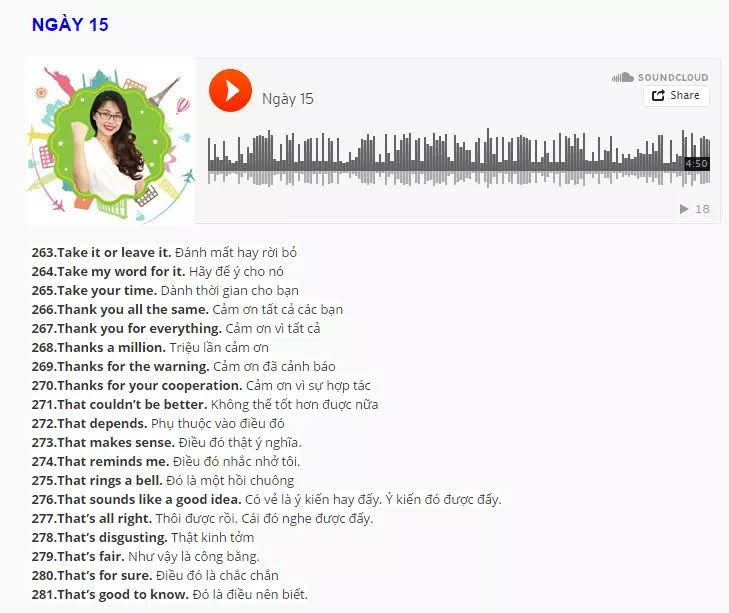 NGÀY 15
Ngày 15
SOUNDCLOUD
Share
4:50
18
263.Take it or leave it. Đánh mất hay rời bỏ
264.Take my word for it. Hãy để ý cho nó
265.Take your time. Dành thời gian cho bạn
266.Thank you all the same. Cảm ơn tất cả các bạn
267.Thank you for everything. Cảm ơn vì tất cả
268.Thanks a million. Triệu lần cảm ơn
269.Thanks for the warning. Cảm ơn đã cảnh báo
270.Thanks for your cooperation. Cảm ơn vì sự hợp tác
271.That couldn’t be better. Không thể tốt hơn được nữa
272.That depends. Phụ thuộc vào điều đó
273.That makes sense. Điều đó thật ý nghĩa.
274.That reminds me. Điều đó nhắc nhở tôi.
275.That rings a bell. Đó là một hồi chuông
276.That sounds like a good idea. Có vẻ là ý kiến hay đấy. Ý kiến đó được đấy.
277.That’s all right. Thôi được rồi. Cái đó nghe được đấy.
278.That’s disgusting. Thật kinh tởm
279.That’s fair. Như vậy là công bằng.
280.That’s for sure. Điều đó là chắc chắn
281.That’s good to know. Đó là điều nên biết.